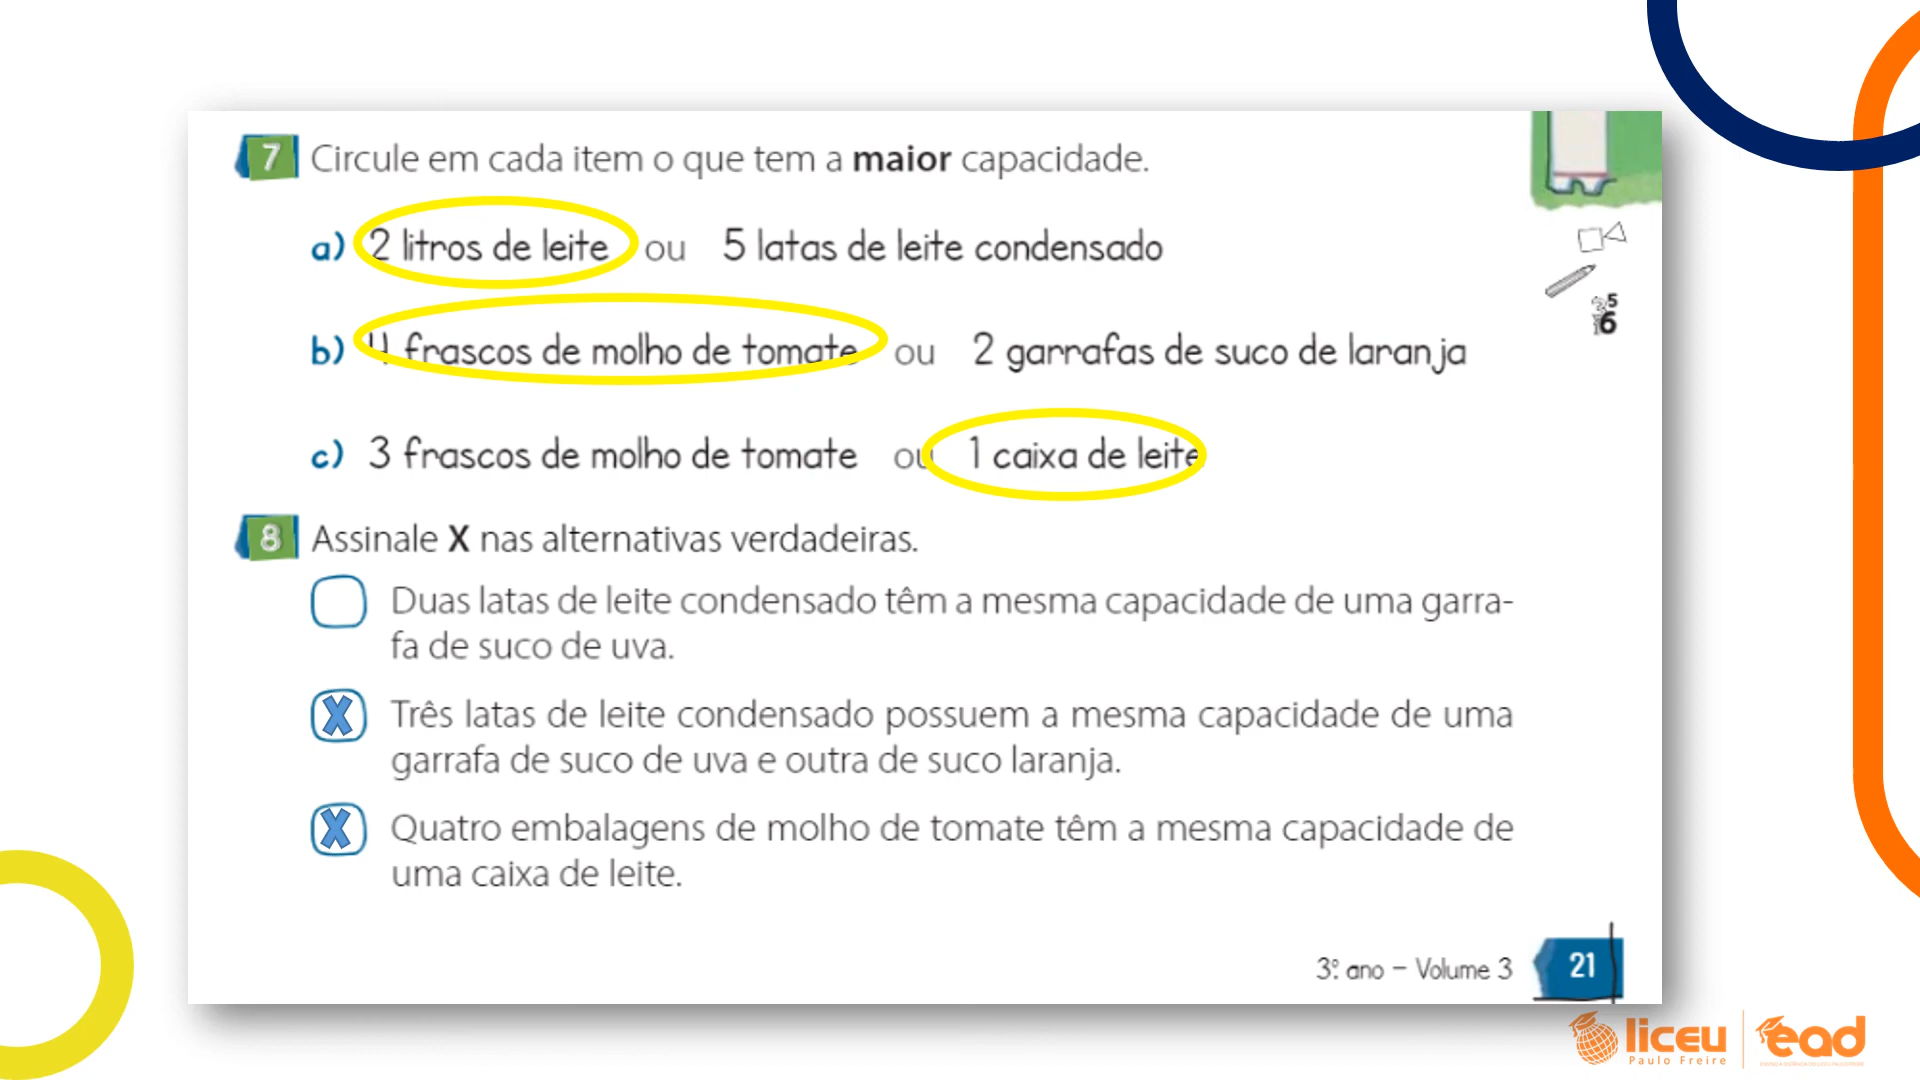 7 Circule em cada item o que tem a maior capacidade.
a) 2 litros de leite ou 5 latas de leite condensado
b) 4 frascos de molho de tomate ou 2 garrafas de suco de laranja
c) 3 frascos de molho de tomate ou 1 caixa de leite
8 Assinale X nas alternativas verdadeiras.
Duas latas de leite condensado têm a mesma capacidade de uma garra-
fa de suco de uva.
X Três latas de leite condensado possuem a mesma capacidade de uma
garrafa de suco de uva e outra de suco laranja.
X Quatro embalagens de molho de tomate têm a mesma capacidade de
uma caixa de leite.
3º. ano – Volume 3 21
liceu ead
Paulo Freire